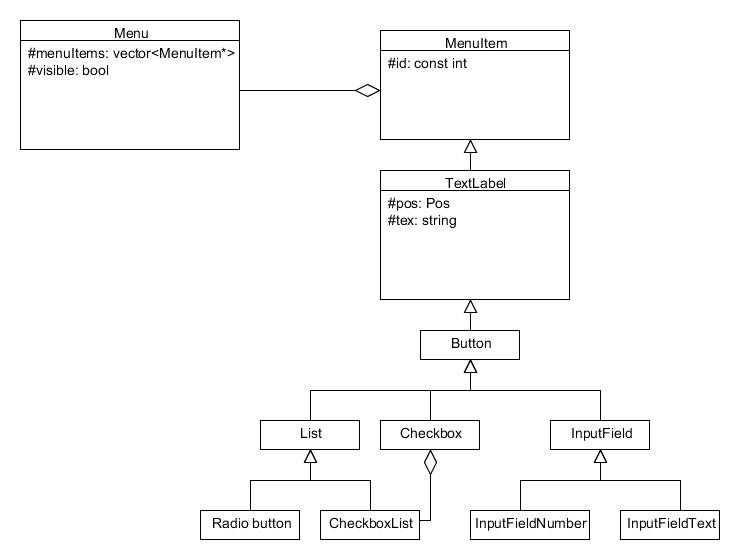 Menu
#menuItems: vector<MenuItem*>
#visible: bool
MenuItem
#id: const int
TextLabel
#pos: Pos
#tex: string
Button
List
Checkbox
InputField
Radio button
CheckboxList
InputFieldNumber
InputFieldText